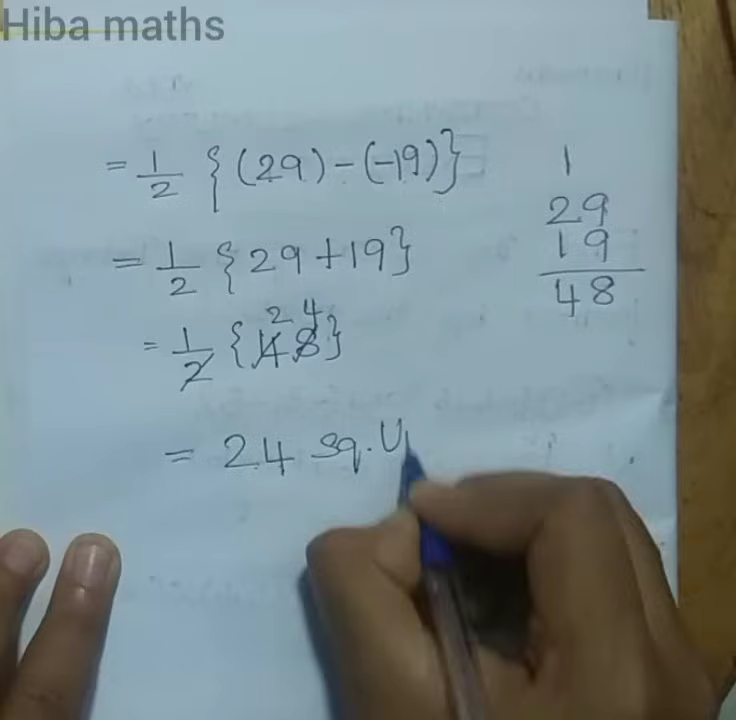 Hiba maths
= 1/2 {(29) - (-19)}
= 1/2 {29 + 19}
= 1/2 {48}
24
= 24 Sq. U
1
29
19
48